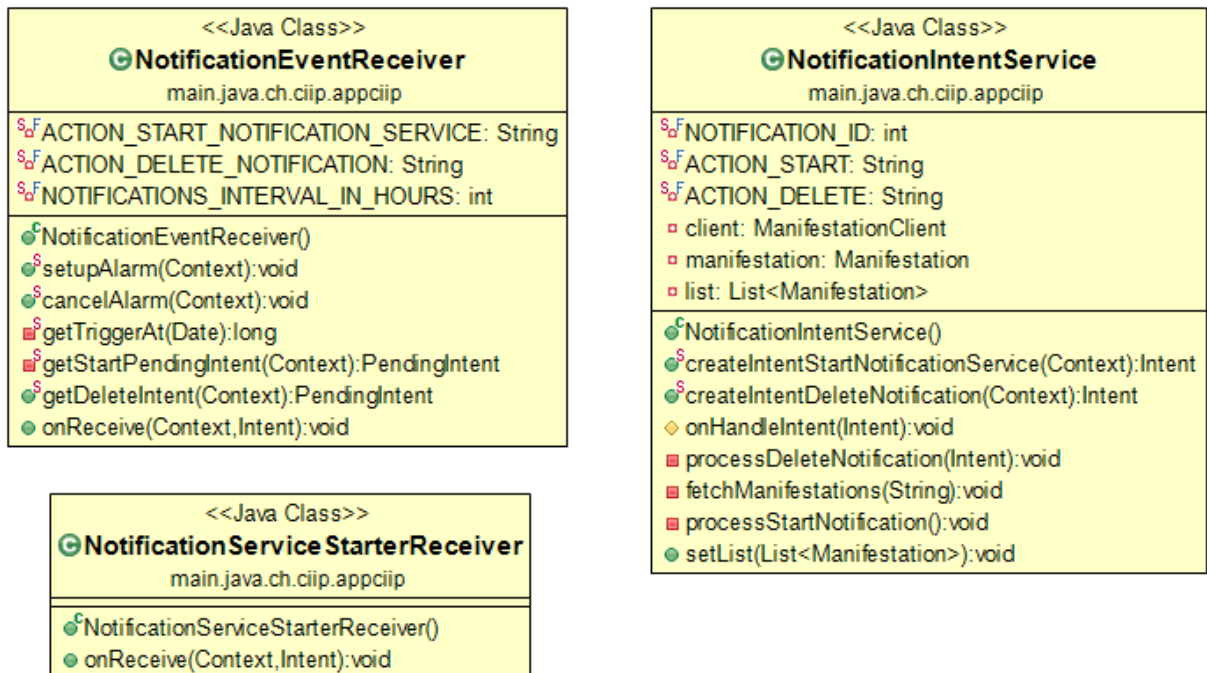 <<Java Class>>
NotificationEventReceiver
main.java.ch.ciip.appciip
ACTION_START_NOTIFICATION_SERVICE: String
ACTION_DELETE_NOTIFICATION: String
NOTIFICATIONS_INTERVAL_IN_HOURS: int
NotificationEventReceiver()
setupAlarm(Context):void
cancelAlarm(Context):void
getTriggerAt(Date):long
getStartPendingIntent(Context):PendingIntent
getDeleteIntent(Context):PendingIntent
onReceive(Context,Intent):void
<<Java Class>>
NotificationServiceStarterReceiver
main.java.ch.ciip.appciip
NotificationServiceStarterReceiver()
onReceive(Context,Intent):void
<<Java Class>>
NotificationIntentService
main.java.ch.ciip.appciip
NOTIFICATION_ID: int
ACTION_START: String
ACTION_DELETE: String
client: ManifestationClient
manifestation: Manifestation
list: List<Manifestation>
NotificationIntentService()
createIntentStartNotificationService(Context):Intent
createIntentDeleteNotification(Context):Intent
onHandleIntent(Intent):void
processDeleteNotification(Intent):void
fetchManifestations(String):void
processStartNotification():void
setList(List<Manifestation>):void